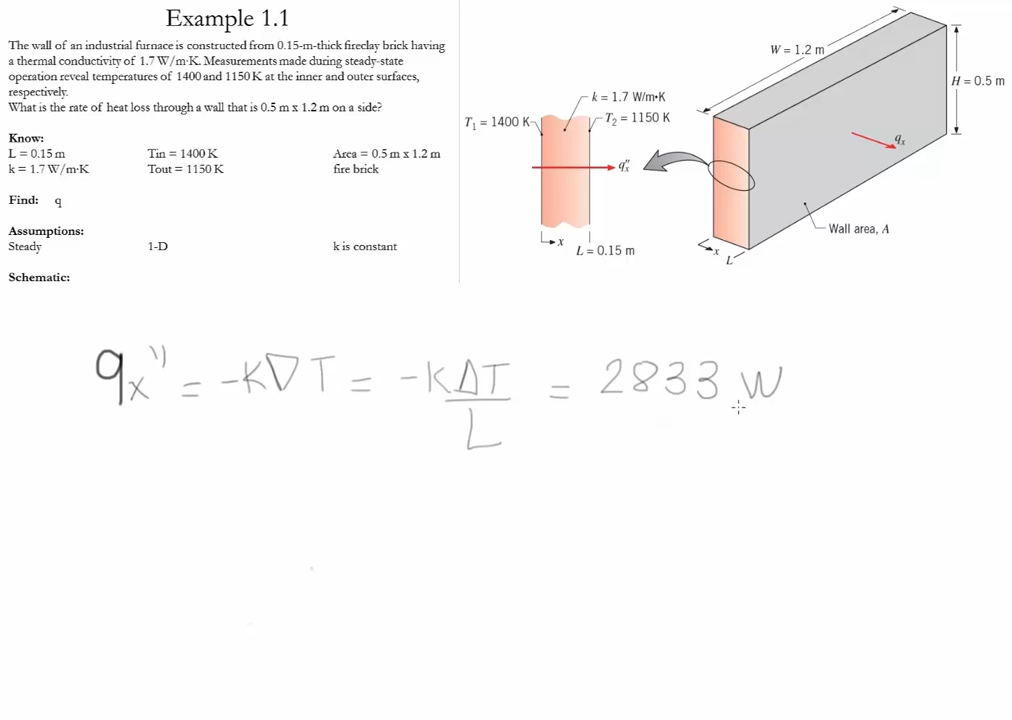 Example 1.1
The wall of an industrial furnace is constructed from 0.15-m-thick fireclay brick having
a thermal conductivity of 1.7 W/m·K. Measurements made during steady-state
operation reveal temperatures of 1400 and 1150 K at the inner and outer surfaces,
respectively.
What is the rate of heat loss through a wall that is 0.5 m x 1.2 m on a side?
Know:
L = 0.15 m Tin = 1400 K Area = 0.5 m x 1.2 m
k = 1.7 W/m·K Tout = 1150 K fire brick
Find: q
Assumptions:
Steady 1-D k is constant
Schematic:
k = 1.7 W/m•K
T₁ = 1400 K
T₂ = 1150 K
qₓ″
x
L = 0.15 m
W = 1.2 m
H = 0.5 m
qₓ
Wall area, A
x
L
qₓ'' = -K∇T = -KΔT/L = 2833 W